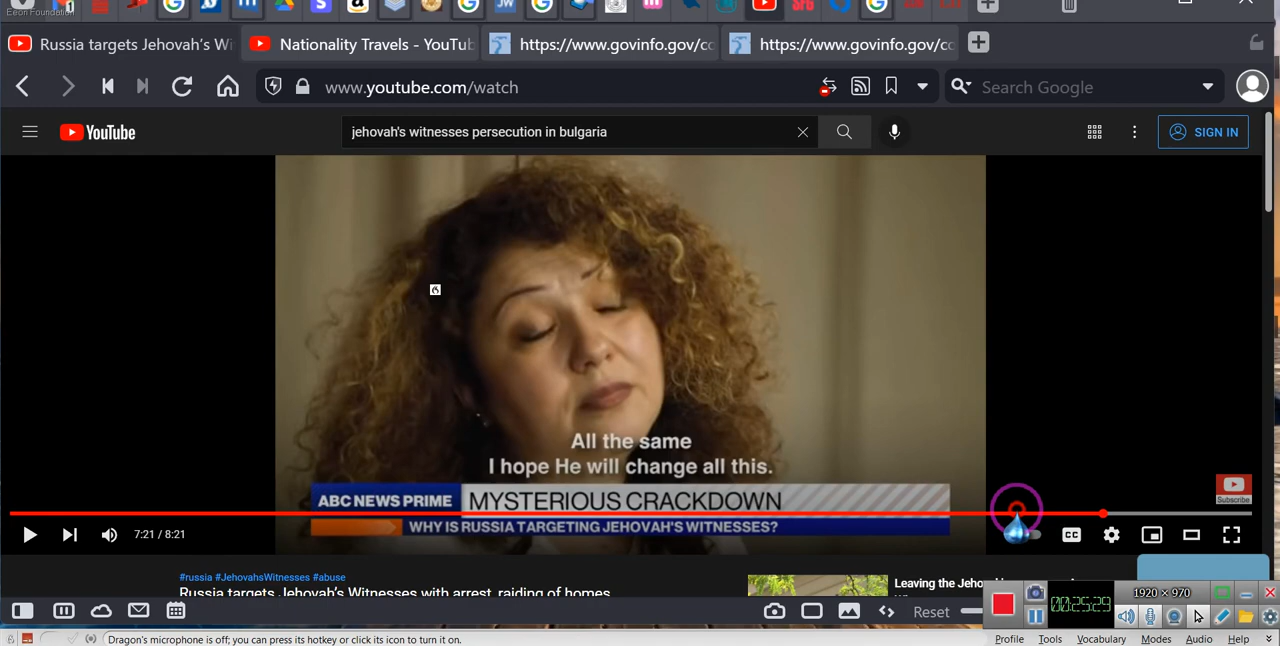 Eeon Foundation
Russia targets Jehovah's Wi
Nationality Travels - YouTub
https://www.govinfo.gov/cc
https://www.govinfo.gov/cc
www.youtube.com/watch
Search Google
YouTube
jehovah's witnesses persecution in bulgaria
SIGN IN
All the same
I hope He will change all this.
ABC NEWS PRIME
MYSTERIOUS CRACKDOWN
WHY IS RUSSIA TARGETING JEHOVAH'S WITNESSES?
Subscribe
7:21 / 8:21
CC
#russia #JehovahsWitnesses #abuse
Russia targets Jehovah's Witnesses with arrest, raiding of homes
Leaving the Jeho
Reset
1920 × 970
00:25:29
Dragon's microphone is off; you can press its hotkey or click its icon to turn it on.
Profile Tools Vocabulary Modes Audio Help